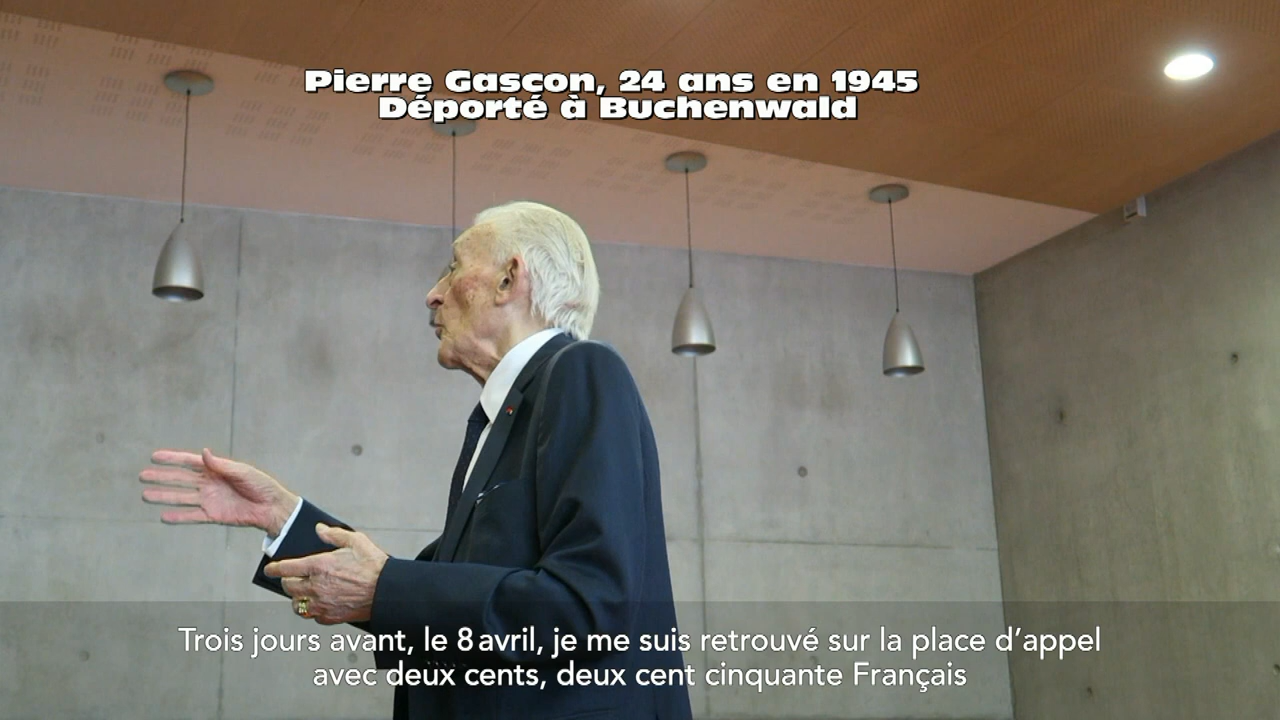 Pierre Gascon, 24 ans en 1945
Déporté à Buchenwald
Trois jours avant, le 8 avril, je me suis retrouvé sur la place d'appel
avec deux cents, deux cent cinquante Français